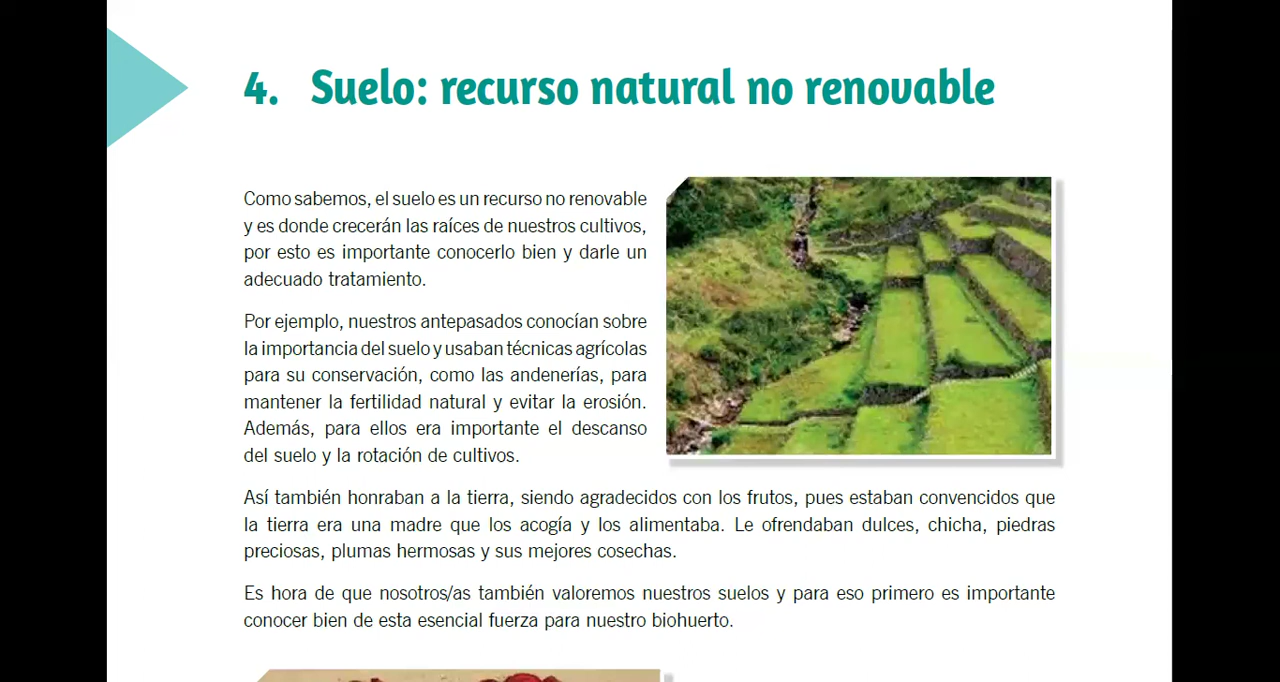 4. Suelo: recurso natural no renovable
Como sabemos, el suelo es un recurso no renovable
y es donde crecerán las raíces de nuestros cultivos,
por esto es importante conocerlo bien y darle un
adecuado tratamiento.
Por ejemplo, nuestros antepasados conocían sobre
la importancia del suelo y usaban técnicas agrícolas
para su conservación, como las andenerías, para
mantener la fertilidad natural y evitar la erosión.
Además, para ellos era importante el descanso
del suelo y la rotación de cultivos.
Así también honraban a la tierra, siendo agradecidos con los frutos, pues estaban convencidos que
la tierra era una madre que los acogía y los alimentaba. Le ofrendaban dulces, chicha, piedras
preciosas, plumas hermosas y sus mejores cosechas.
Es hora de que nosotros/as también valoremos nuestros suelos y para eso primero es importante
conocer bien de esta esencial fuerza para nuestro biohuerto.